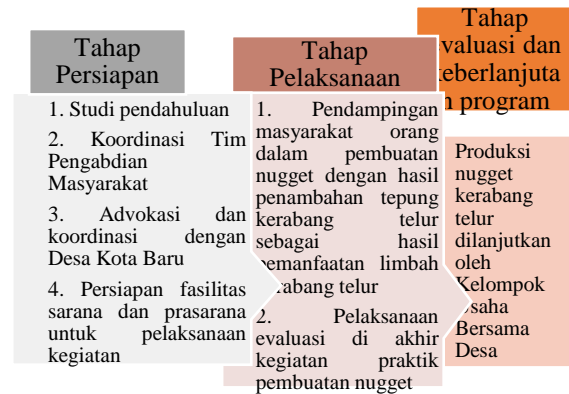 Tahap
Persiapan
1. Studi pendahuluan
2. Koordinasi Tim
Pengabdian
Masyarakat
3. Advokasi dan
koordinasi dengan
Desa Kota Baru
4. Persiapan fasilitas
sarana dan prasarana
untuk pelaksanaan
kegiatan
Tahap
Pelaksanaan
1. Pendampingan
masyarakat orang
dalam pembuatan
nugget dengan hasil
penambahan tepung
kerabang telur
sebagai hasil
pemanfaatan limbah
kerabang telur
2. Pelaksanaan
evaluasi di akhir
kegiatan praktik
pembuatan nugget
Tahap
evaluasi dan
keberlanjuta
n program
Produksi
nugget
kerabang
telur
dilanjutkan
oleh
Kelompok
Usaha
Bersama
Desa